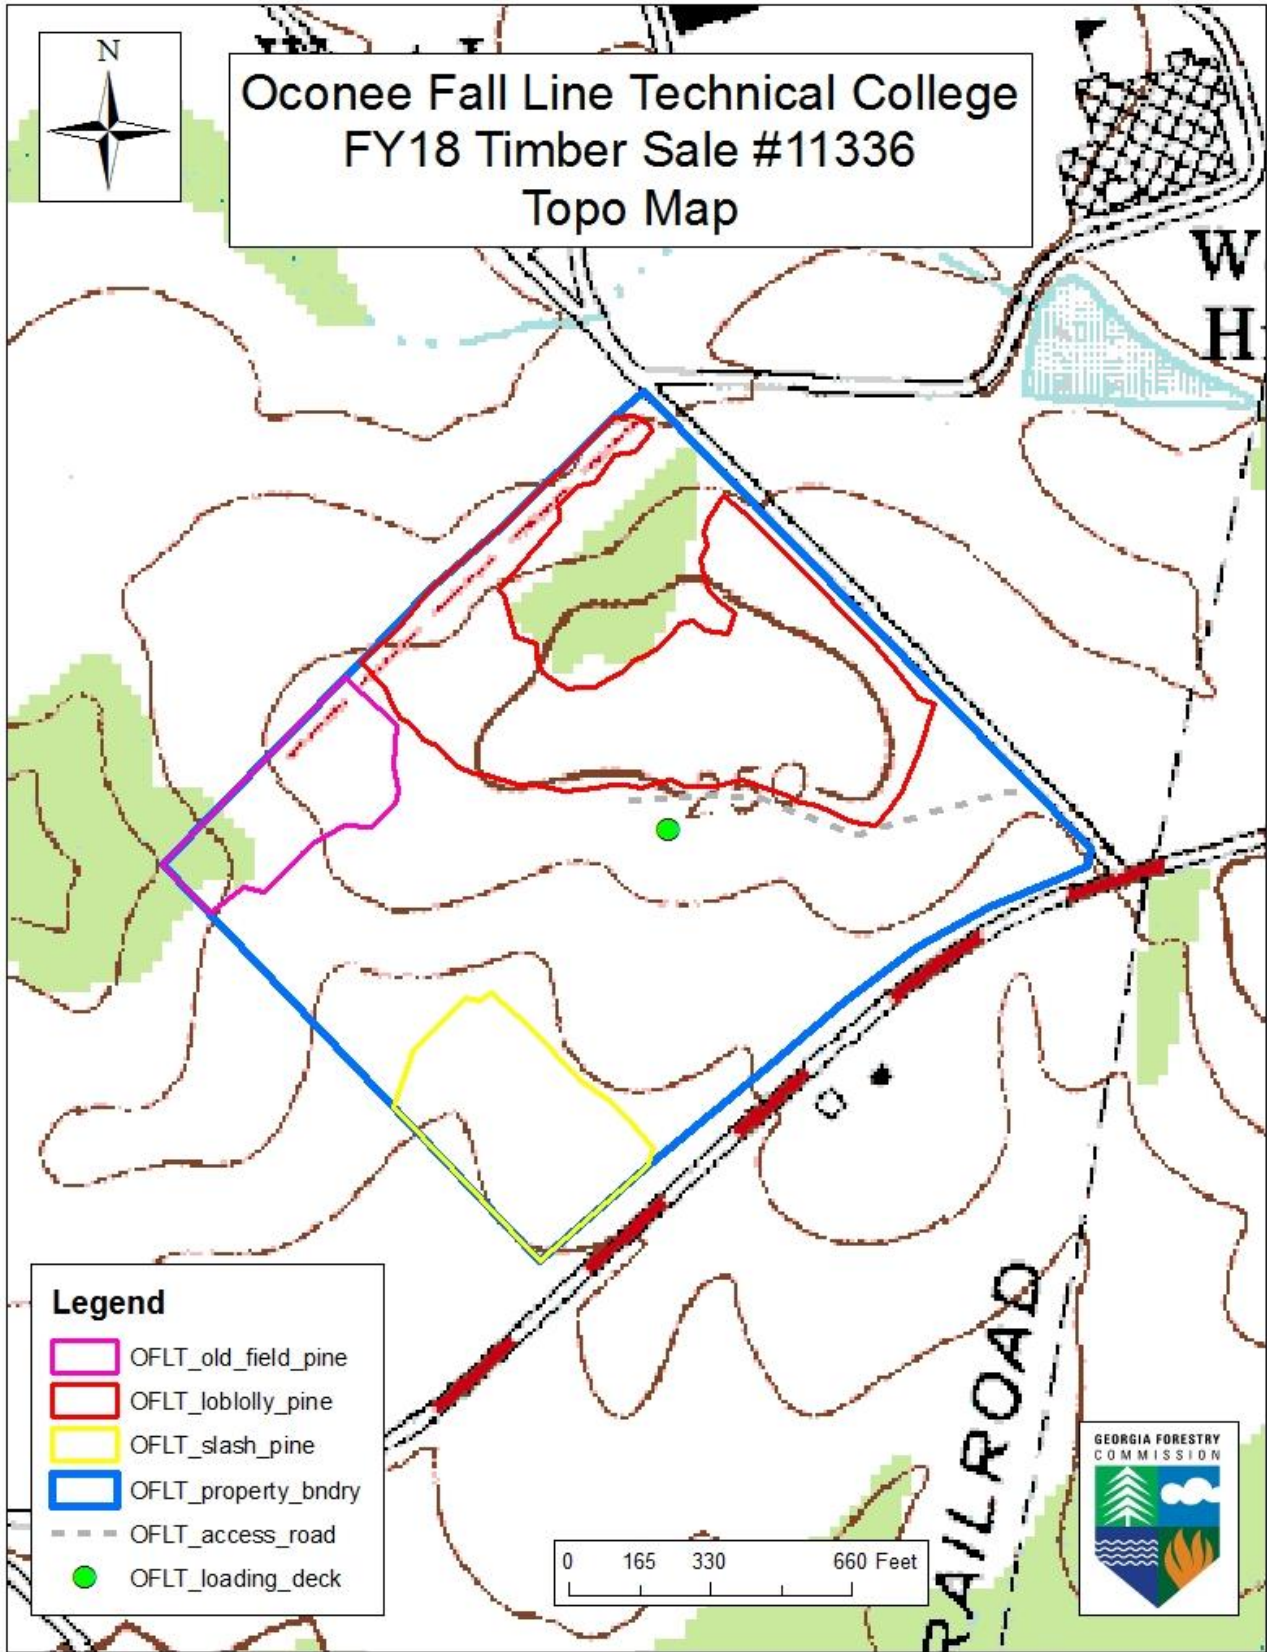 N
Oconee Fall Line Technical College
FY18 Timber Sale #11336
Topo Map
W
H
RAILROAD
Legend
OFLT_old_field_pine
OFLT_loblolly_pine
OFLT_slash_pine
OFLT_property_bndry
OFLT_access_road
OFLT_loading_deck
0 165 330 660 Feet
GEORGIA FORESTRY
COMMISSION